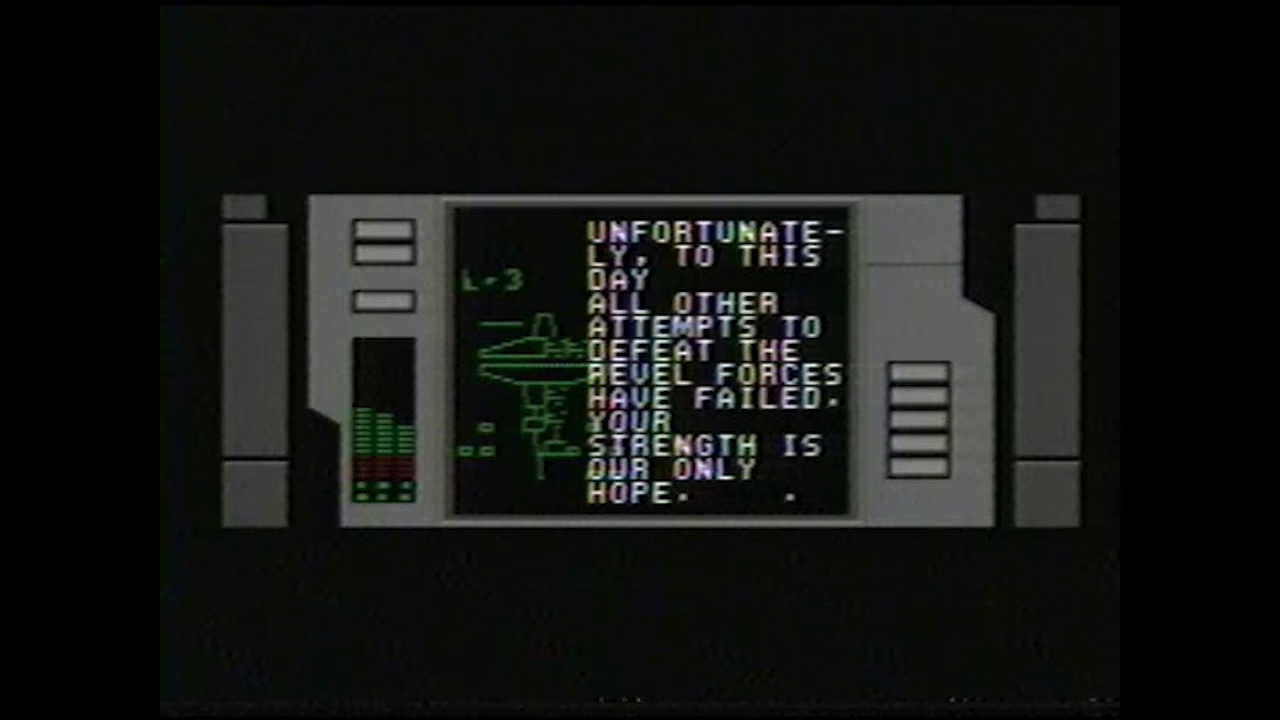 L-3
UNFORTUNATE-
LY, TO THIS
DAY
ALL OTHER
ATTEMPTS TO
DEFEAT THE
REVEL FORCES
HAVE FAILED.
YOUR
STRENGTH IS
OUR ONLY
HOPE. .